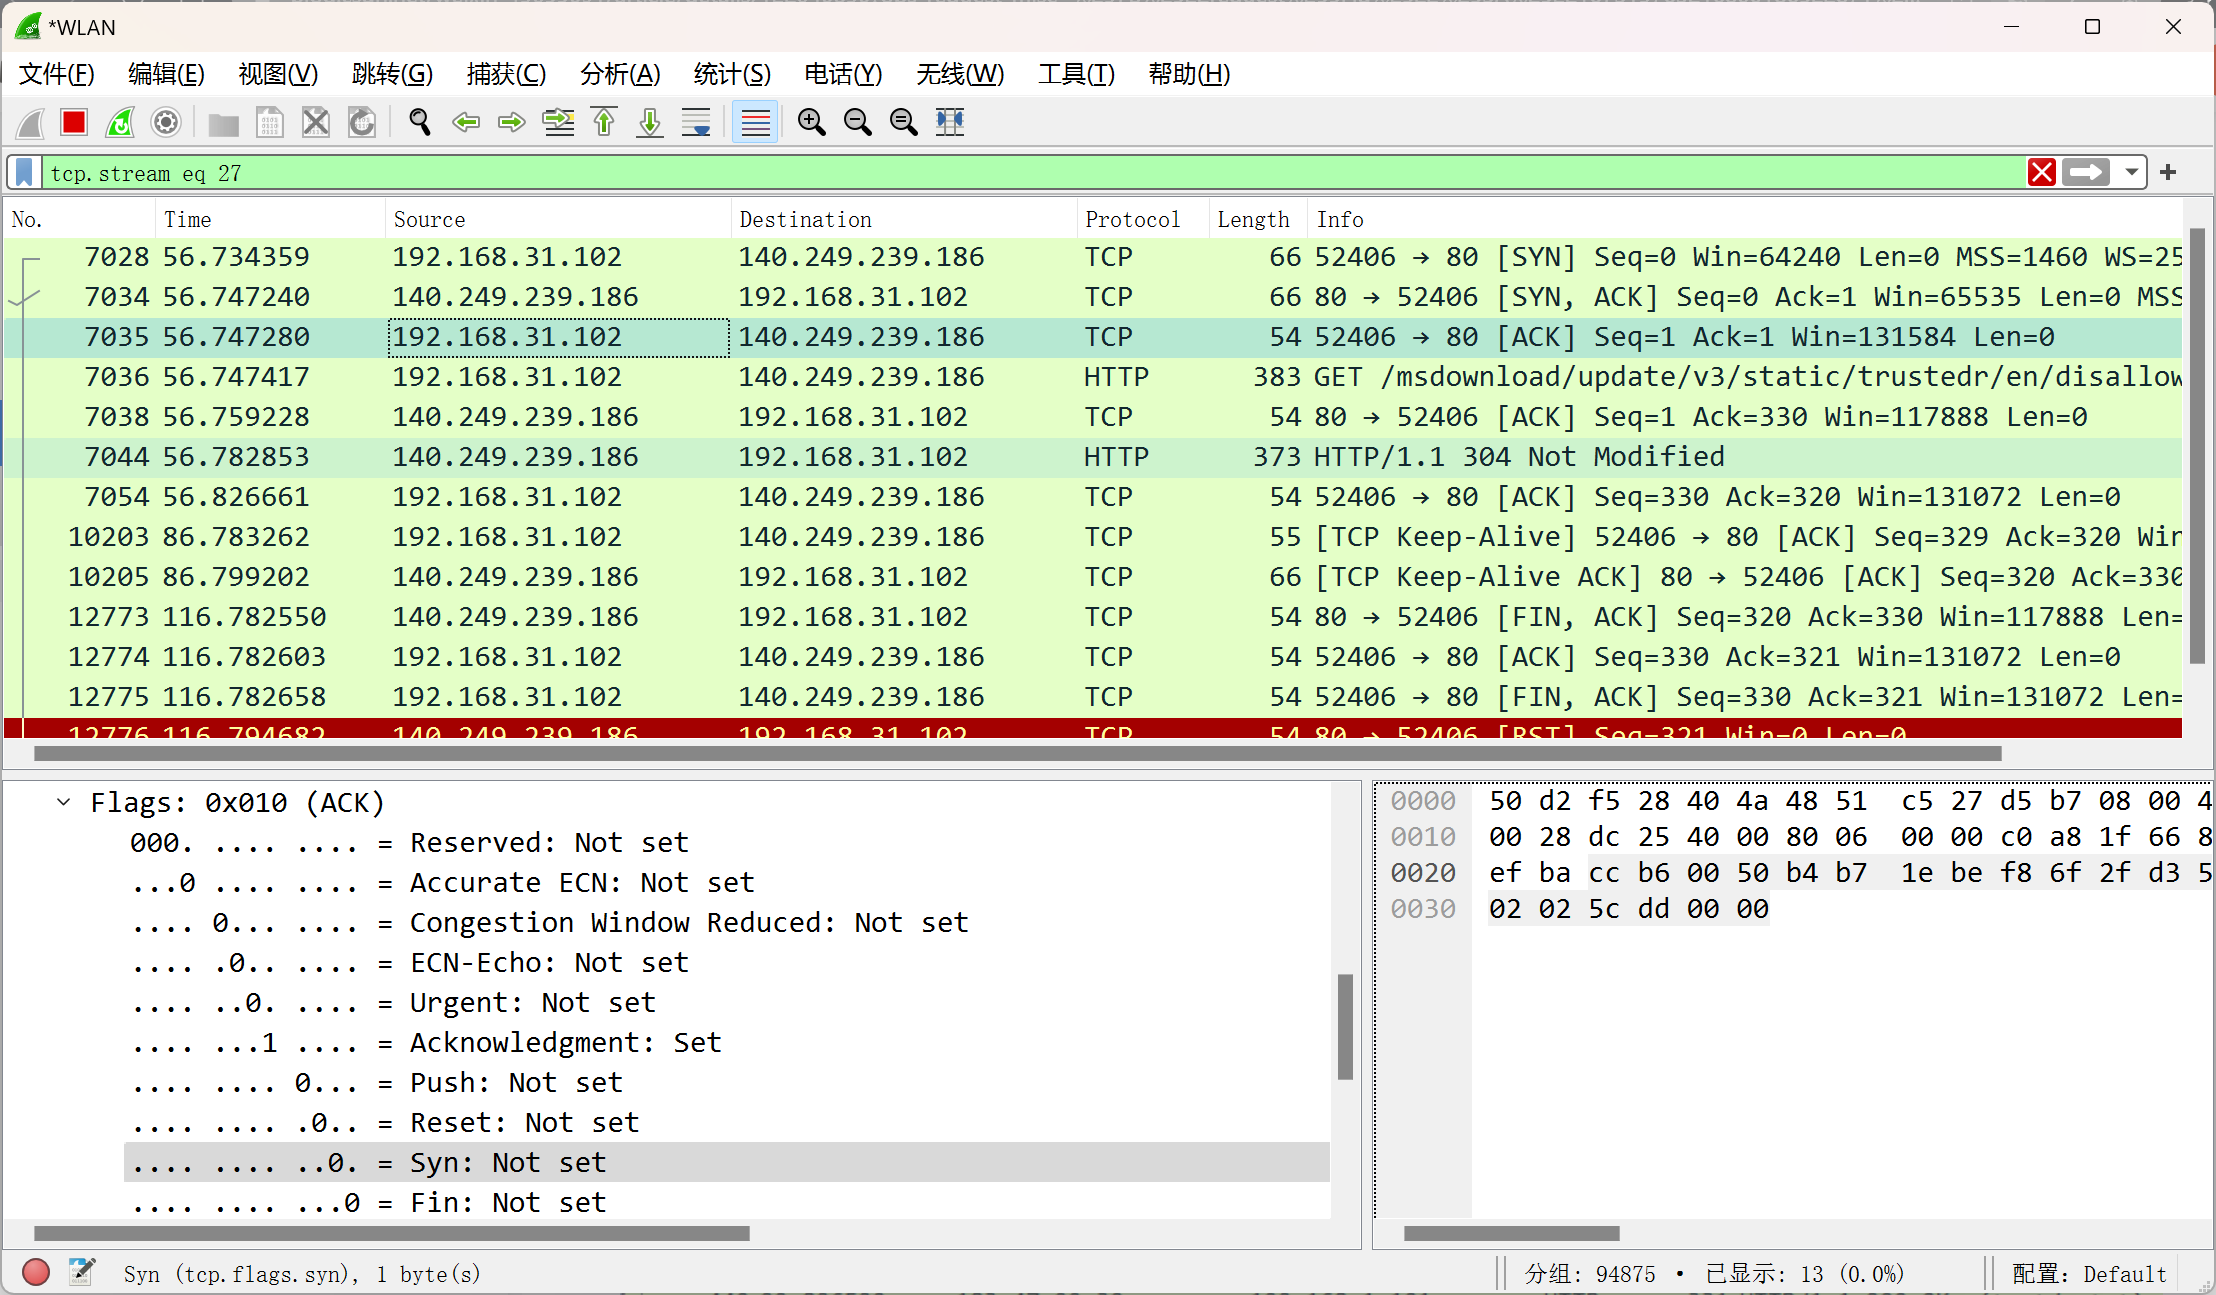 *WLAN
文件(F) 编辑(E) 视图(V) 跳转(G) 捕获(C) 分析(A) 统计(S) 电话(Y) 无线(W) 工具(T) 帮助(H)
tcp.stream eq 27
No. Time Source Destination Protocol Length Info
7028 56.734359 192.168.31.102 140.249.239.186 TCP 66 52406 → 80 [SYN] Seq=0 Win=64240 Len=0 MSS=1460 WS=25
7034 56.747240 140.249.239.186 192.168.31.102 TCP 66 80 → 52406 [SYN, ACK] Seq=0 Ack=1 Win=65535 Len=0 MSS
7035 56.747280 192.168.31.102 140.249.239.186 TCP 54 52406 → 80 [ACK] Seq=1 Ack=1 Win=131584 Len=0
7036 56.747417 192.168.31.102 140.249.239.186 HTTP 383 GET /msdownload/update/v3/static/trustedr/en/disallow
7038 56.759228 140.249.239.186 192.168.31.102 TCP 54 80 → 52406 [ACK] Seq=1 Ack=330 Win=117888 Len=0
7044 56.782853 140.249.239.186 192.168.31.102 HTTP 373 HTTP/1.1 304 Not Modified
7054 56.826661 192.168.31.102 140.249.239.186 TCP 54 52406 → 80 [ACK] Seq=330 Ack=320 Win=131072 Len=0
10203 86.783262 192.168.31.102 140.249.239.186 TCP 55 [TCP Keep-Alive] 52406 → 80 [ACK] Seq=329 Ack=320 Win
10205 86.799202 140.249.239.186 192.168.31.102 TCP 66 [TCP Keep-Alive ACK] 80 → 52406 [ACK] Seq=320 Ack=330
12773 116.782550 140.249.239.186 192.168.31.102 TCP 54 80 → 52406 [FIN, ACK] Seq=320 Ack=330 Win=117888 Len=
12774 116.782603 192.168.31.102 140.249.239.186 TCP 54 52406 → 80 [ACK] Seq=330 Ack=321 Win=131072 Len=0
12775 116.782658 192.168.31.102 140.249.239.186 TCP 54 52406 → 80 [FIN, ACK] Seq=330 Ack=321 Win=131072 Len=
12776 116.794682 140.249.239.186 192.168.31.102 TCP 54 80 → 52406 [RST] Seq=321 Win=0 Len=0
Flags: 0x010 (ACK)
000. .... .... = Reserved: Not set
...0 .... .... = Accurate ECN: Not set
.... 0... .... = Congestion Window Reduced: Not set
.... .0.. .... = ECN-Echo: Not set
.... ..0. .... = Urgent: Not set
.... ...1 .... = Acknowledgment: Set
.... .... 0... = Push: Not set
.... .... .0.. = Reset: Not set
.... .... ..0. = Syn: Not set
.... .... ...0 = Fin: Not set
0000 50 d2 f5 28 40 4a 48 51 c5 27 d5 b7 08 00 4
0010 00 28 dc 25 40 00 80 06 00 00 c0 a8 1f 66 8
0020 ef ba cc b6 00 50 b4 b7 1e be f8 6f 2f d3 5
0030 02 02 5c dd 00 00
Syn (tcp.flags.syn), 1 byte(s) 分组: 94875 • 已显示: 13 (0.0%) 配置: Default